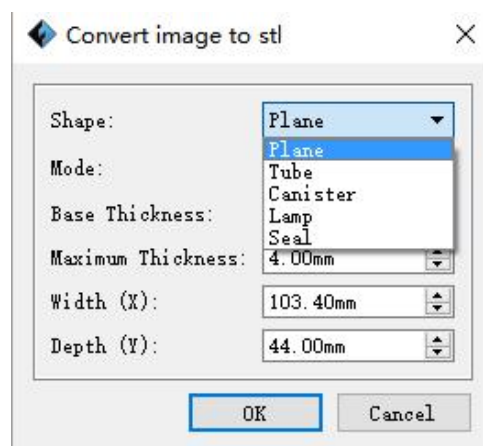 Convert image to stl
Shape: Plane
Plane
Mode: Tube
Canister
Base Thickness: Lamp
Seal
Maximum Thickness: 4.00mm
Width (X): 103.40mm
Depth (Y): 44.00mm
OK Cancel